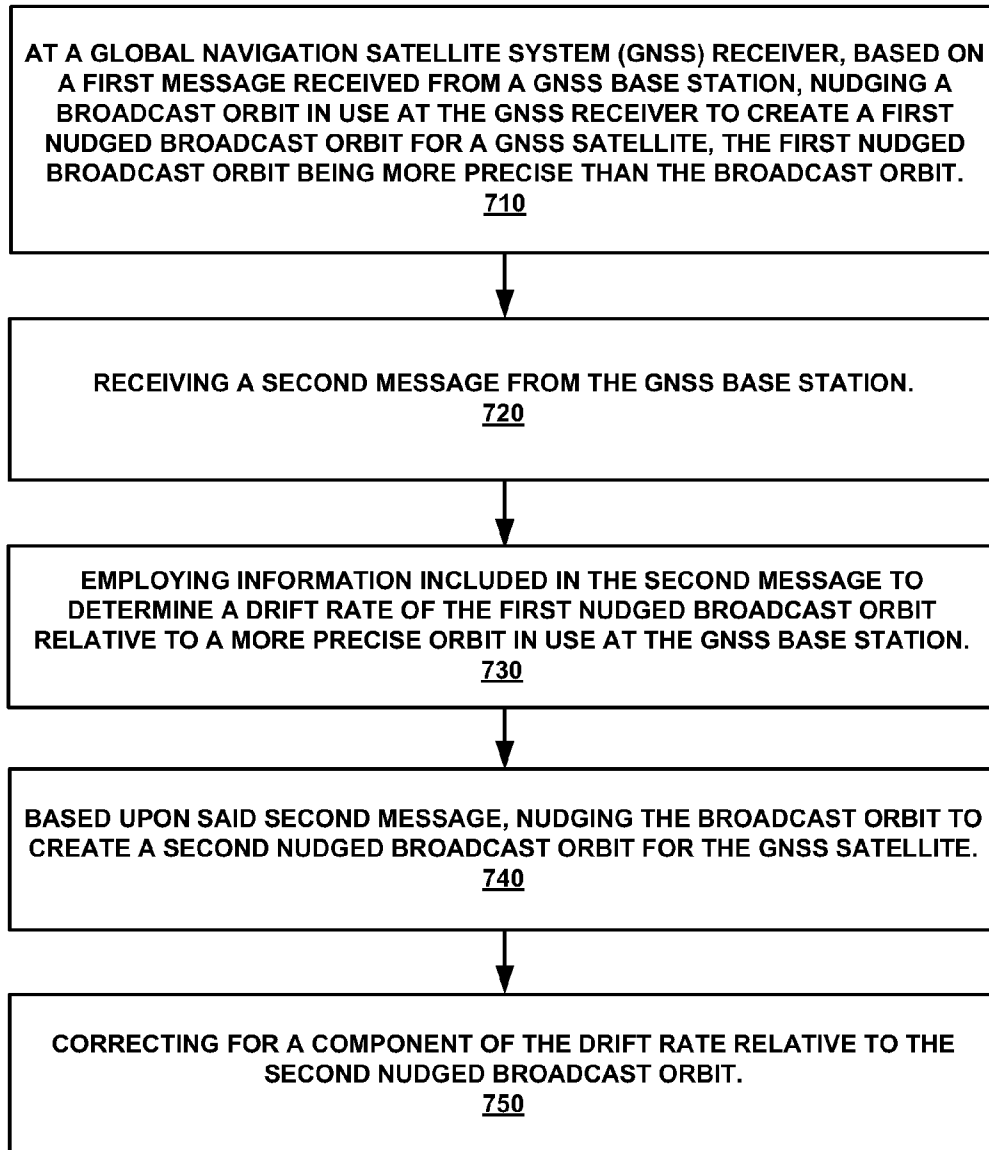 AT A GLOBAL NAVIGATION SATELLITE SYSTEM (GNSS) RECEIVER, BASED ON
A FIRST MESSAGE RECEIVED FROM A GNSS BASE STATION, NUDGING A
BROADCAST ORBIT IN USE AT THE GNSS RECEIVER TO CREATE A FIRST
NUDGED BROADCAST ORBIT FOR A GNSS SATELLITE, THE FIRST NUDGED
BROADCAST ORBIT BEING MORE PRECISE THAN THE BROADCAST ORBIT.
710
RECEIVING A SECOND MESSAGE FROM THE GNSS BASE STATION.
720
EMPLOYING INFORMATION INCLUDED IN THE SECOND MESSAGE TO
DETERMINE A DRIFT RATE OF THE FIRST NUDGED BROADCAST ORBIT
RELATIVE TO A MORE PRECISE ORBIT IN USE AT THE GNSS BASE STATION.
730
BASED UPON SAID SECOND MESSAGE, NUDGING THE BROADCAST ORBIT TO
CREATE A SECOND NUDGED BROADCAST ORBIT FOR THE GNSS SATELLITE.
740
CORRECTING FOR A COMPONENT OF THE DRIFT RATE RELATIVE TO THE
SECOND NUDGED BROADCAST ORBIT.
750